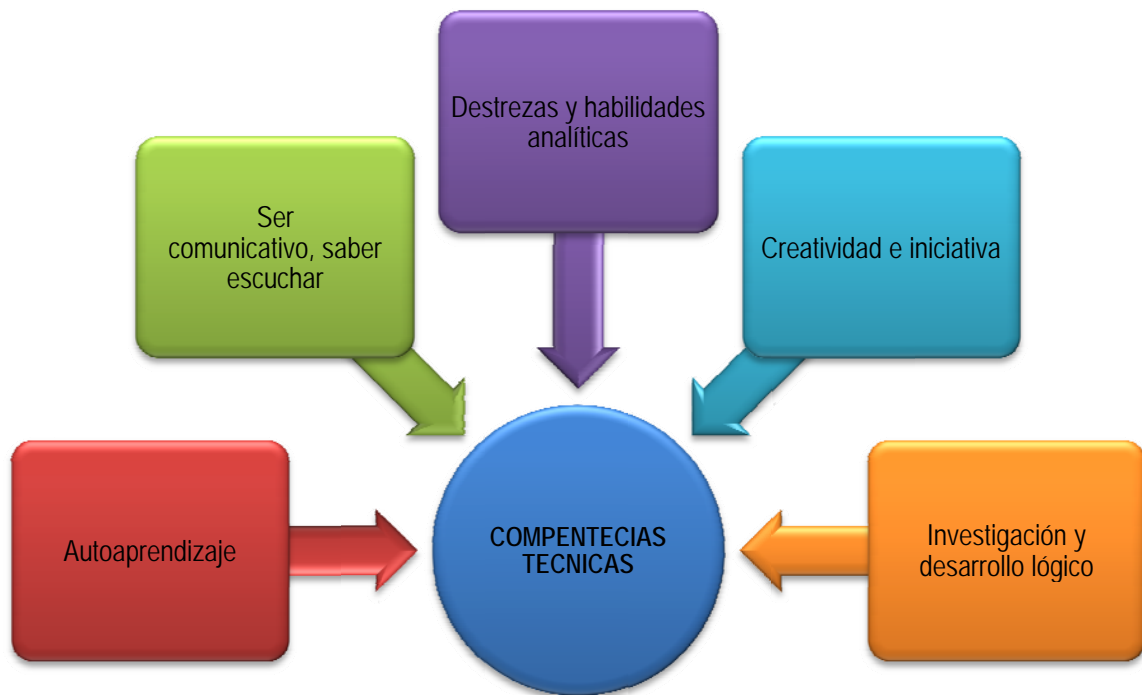 Destrezas y habilidades
analíticas
Ser
comunicativo, saber
escuchar
Creatividad e iniciativa
Autoaprendizaje
COMPENTECIAS
TECNICAS
Investigación y
desarrollo lógico